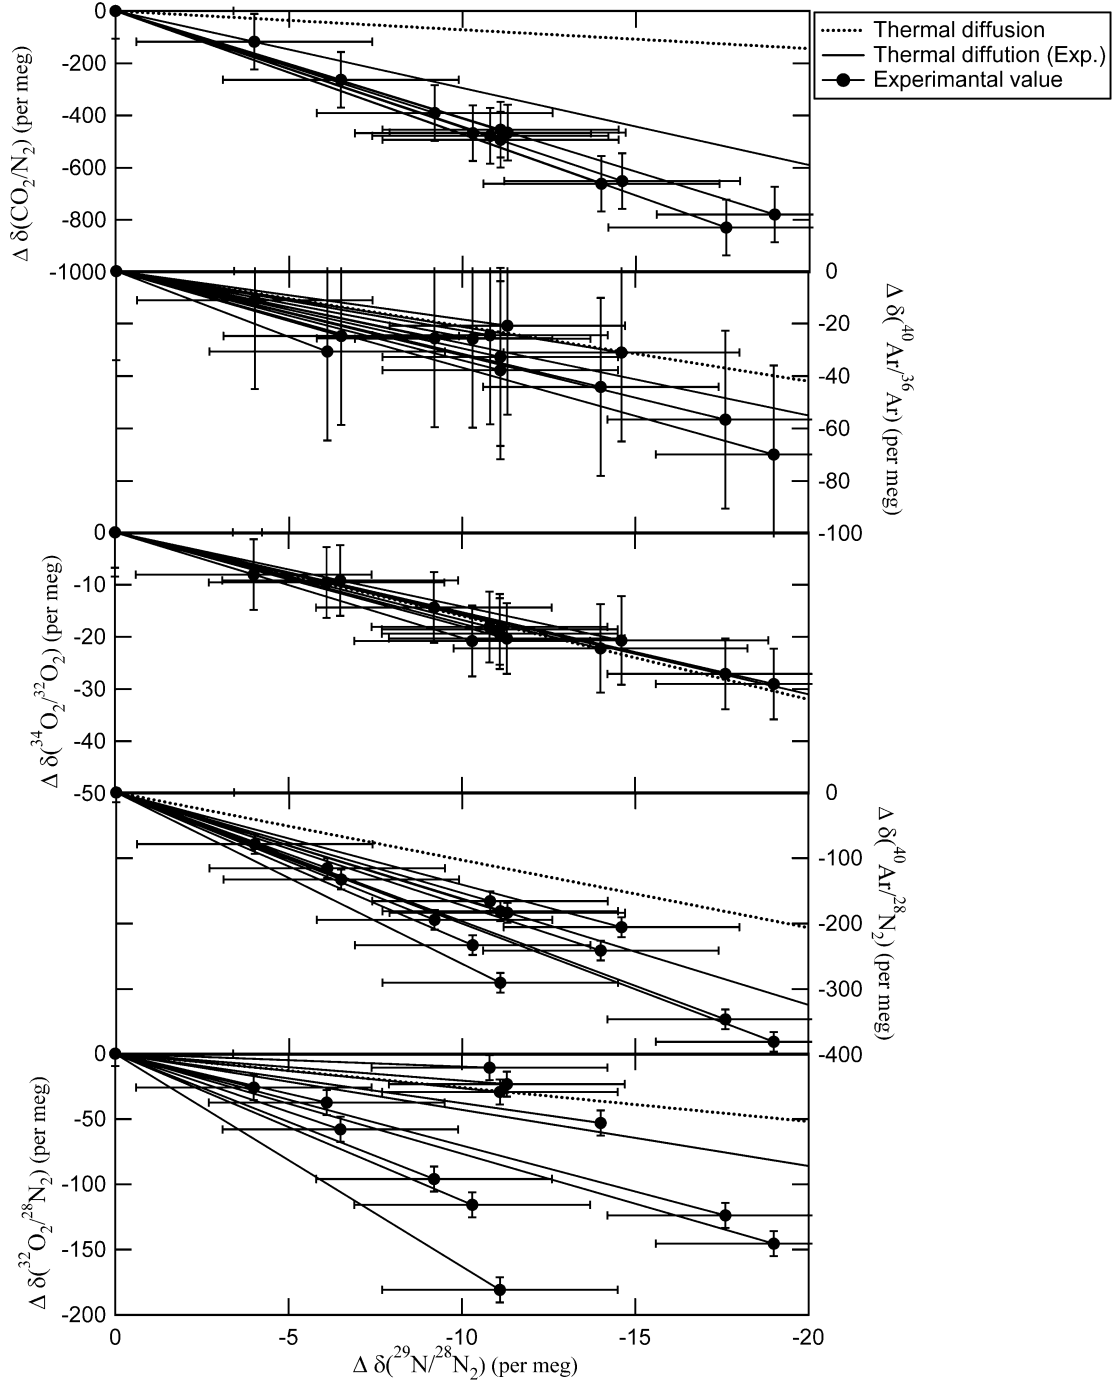 Thermal diffusion
Thermal diffution (Exp.)
Experimantal value
0
-200
-400
-600
-800
-1000
Δ δ(CO2/N2) (per meg)
0
-20
-40
-60
-80
-100
Δ δ(40Ar/36Ar) (per meg)
0
-10
-20
-30
-40
-50
Δ δ(34O2/32O2) (per meg)
0
-100
-200
-300
-400
Δ δ(40Ar/28N2) (per meg)
0
-50
-100
-150
-200
Δ δ(32O2/28N2) (per meg)
0 -5 -10 -15 -20
Δ δ(29N/28N2) (per meg)